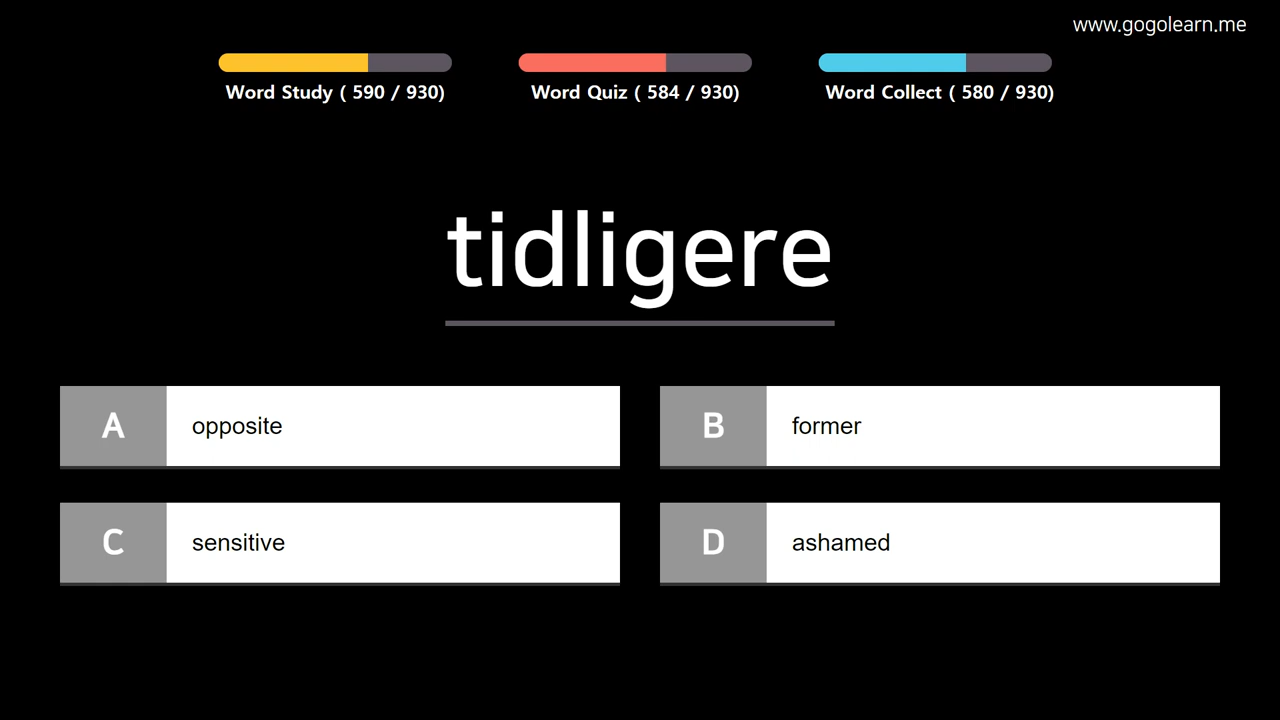 www.gogolearn.me
Word Study ( 590 / 930)
Word Quiz ( 584 / 930)
Word Collect ( 580 / 930)
tidligere
A opposite
B former
C sensitive
D ashamed